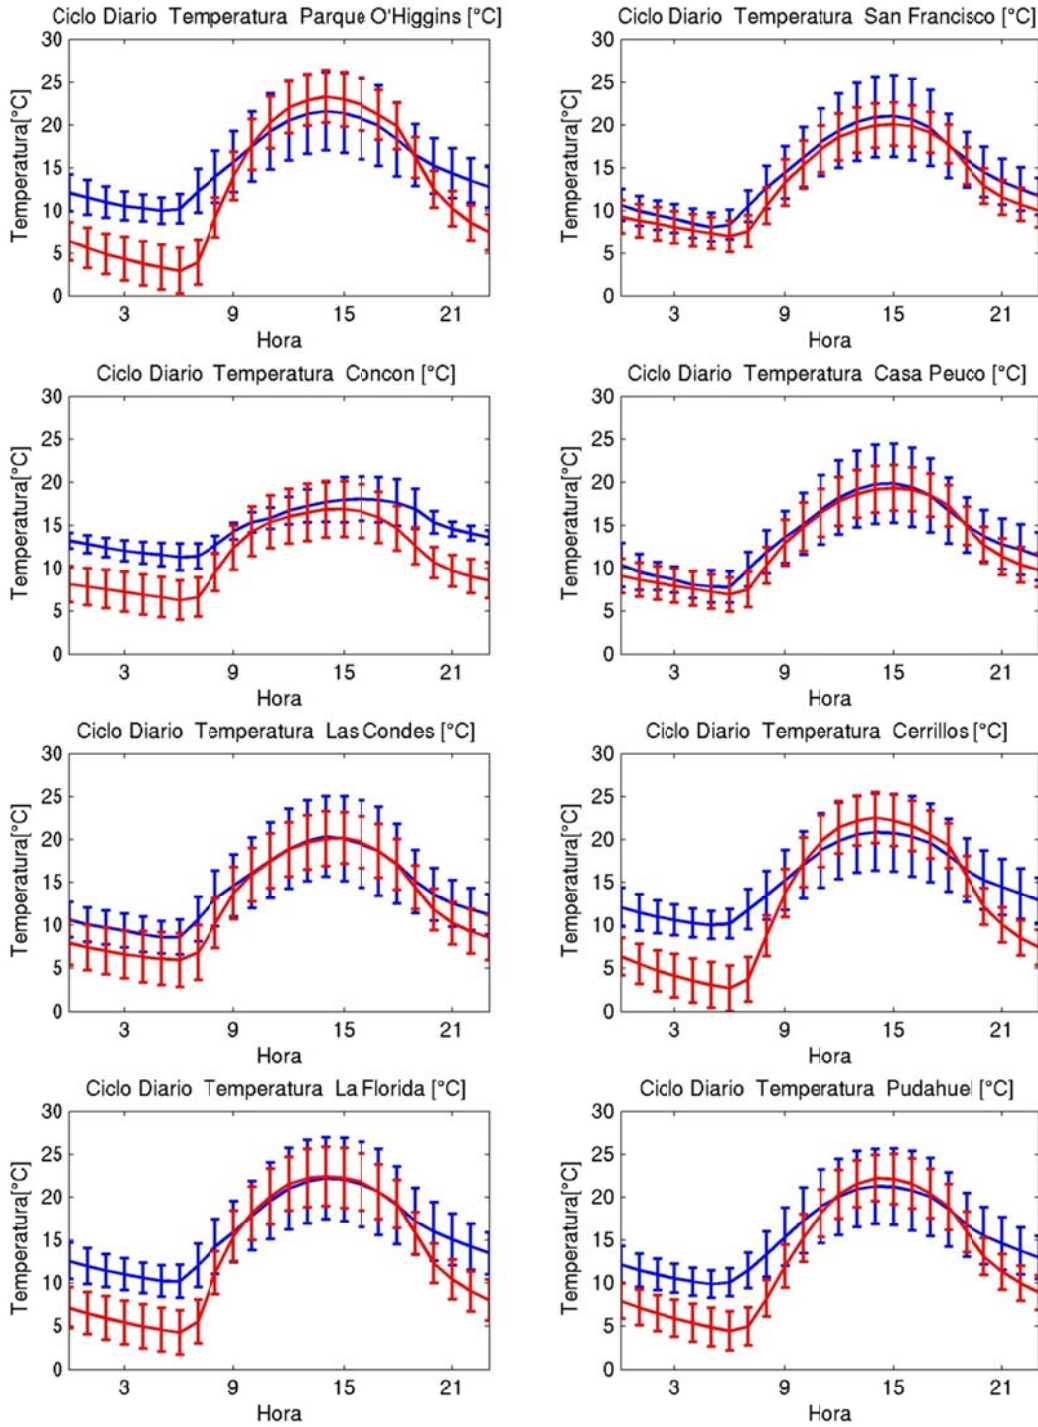 Ciclo Diario Temperatura Parque O'Higgins [°C]
30
25
20
15
10
5
0
Temperatura[°C]
3 9 15 21
Hora
Ciclo Diario Temperatura San Francisco [°C]
30
25
20
15
10
5
0
Temperatura[°C]
3 9 15 21
Hora
Ciclo Diario Temperatura Concon [°C]
30
25
20
15
10
5
0
Temperatura[°C]
3 9 15 21
Hora
Ciclo Diario Temperatura Casa Peuco [°C]
30
25
20
15
10
5
0
Temperatura[°C]
3 9 15 21
Hora
Ciclo Diario Temperatura Las Condes [°C]
30
25
20
15
10
5
0
Temperatura[°C]
3 9 15 21
Hora
Ciclo Diario Temperatura Cerrillos [°C]
30
25
20
15
10
5
0
Temperatura[°C]
3 9 15 21
Hora
Ciclo Diario Temperatura La Florida [°C]
30
25
20
15
10
5
0
Temperatura[°C]
3 9 15 21
Hora
Ciclo Diario Temperatura Pudahuel [°C]
30
25
20
15
10
5
0
Temperatura[°C]
3 9 15 21
Hora